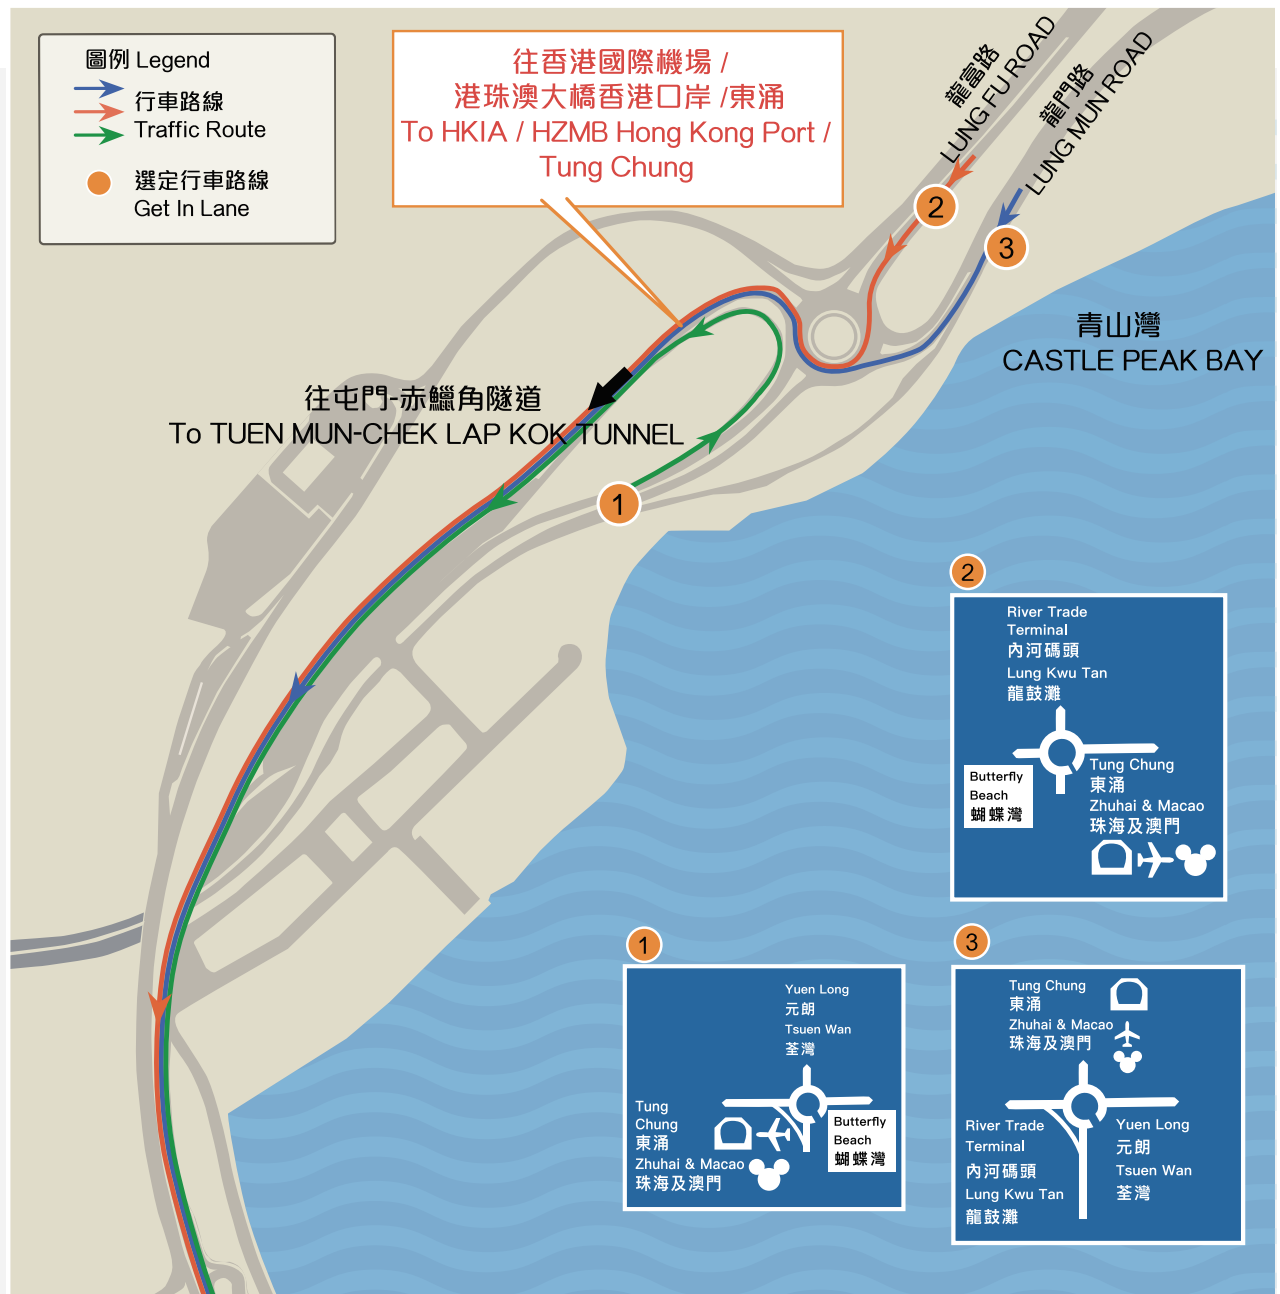 圖例 Legend
行車路線
Traffic Route
選定行車路線
Get In Lane
往香港國際機場 /
港珠澳大橋香港口岸 /東涌
To HKIA / HZMB Hong Kong Port /
Tung Chung
龍富路
LUNG FU ROAD
龍門路
LUNG MUN ROAD
2
3
青山灣
CASTLE PEAK BAY
往屯門-赤鱲角隧道
To TUEN MUN-CHEK LAP KOK TUNNEL
1
2
River Trade
Terminal
內河碼頭
Lung Kwu Tan
龍鼓灘
Butterfly
Beach
蝴蝶灣
Tung Chung
東涌
Zhuhai & Macao
珠海及澳門
1
Yuen Long
元朗
Tsuen Wan
荃灣
Tung
Chung
東涌
Zhuhai & Macao
珠海及澳門
Butterfly
Beach
蝴蝶灣
3
Tung Chung
東涌
Zhuhai & Macao
珠海及澳門
River Trade
Terminal
內河碼頭
Lung Kwu Tan
龍鼓灘
Yuen Long
元朗
Tsuen Wan
荃灣